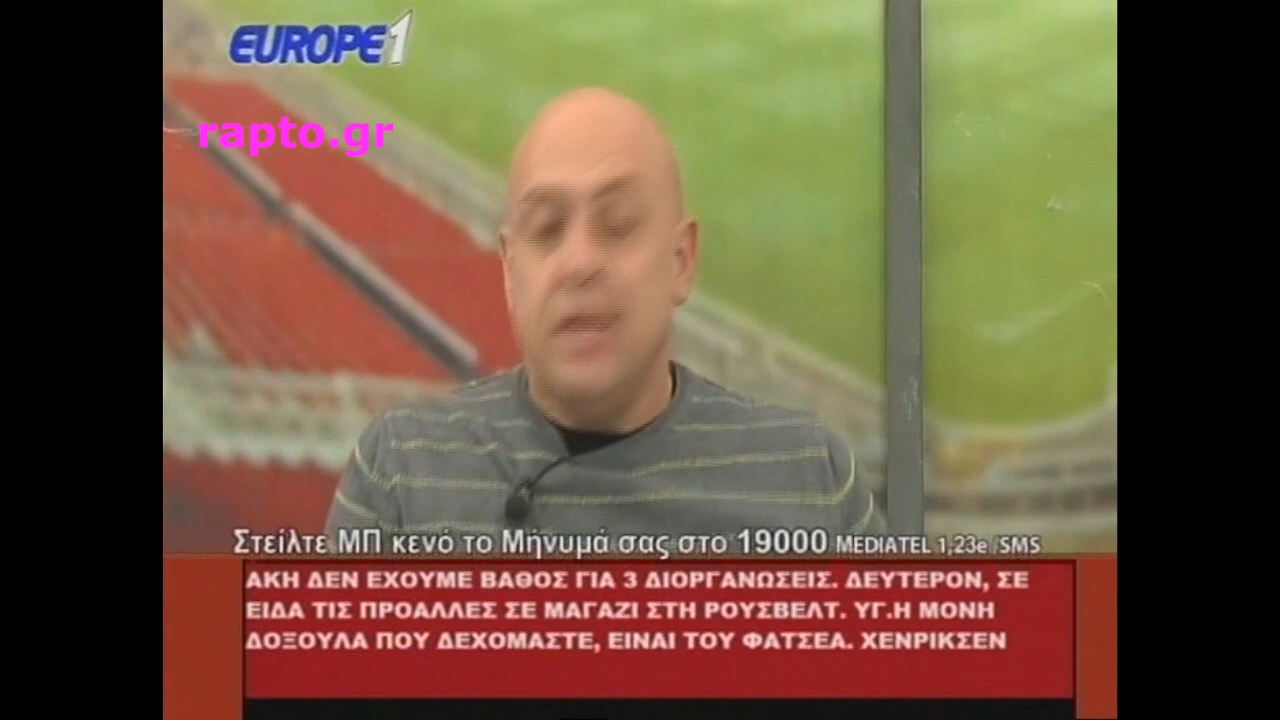 EUROPE1
rapto.gr
Στείλτε ΜΠ κενό το Μήνυμά σας στο 19000 MEDIATEL 1,23e /SMS
ΑΚΗ ΔΕΝ ΕΧΟΥΜΕ ΒΑΘΟΣ ΓΙΑ 3 ΔΙΟΡΓΑΝΩΣΕΙΣ. ΔΕΥΤΕΡΟΝ, ΣΕ
ΕΙΔΑ ΤΙΣ ΠΡΟΑΛΛΕΣ ΣΕ ΜΑΓΑΖΙ ΣΤΗ ΡΟΥΣΒΕΛΤ. ΥΓ.Η ΜΟΝΗ
ΔΟΞΟΥΛΑ ΠΟΥ ΔΕΧΟΜΑΣΤΕ, ΕΙΝΑΙ ΤΟΥ ΦΑΤΣΕΑ. ΧΕΝΡΙΚΣΕΝ